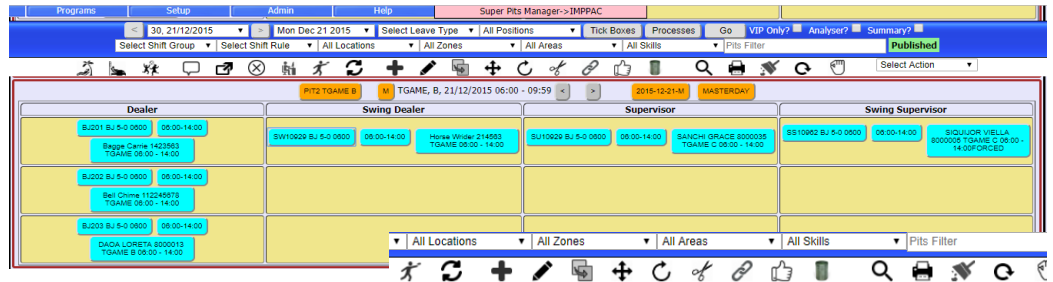 Programs Setup Admin Help Super Pits Manager->IMPPAC
< 30, 21/12/2015 > Mon Dec 21 2015 Select Leave Type All Positions Tick Boxes Processes Go VIP Only? Analyser? Summary?
Select Shift Group Select Shift Rule All Locations All Zones All Areas All Skills Pits Filter Published
Select Action
PIT2 TGAME B M TGAME, B, 21/12/2015 06:00 - 09:59 < > 2015-12-21-M MASTERDAY
Dealer Swing Dealer Supervisor Swing Supervisor
BJ201 BJ 5-0 0600 06:00-14:00
Bagge Carrie 1423563
TGAME 06:00 - 14:00
SW10929 BJ 5-0 0600 06:00-14:00 Horse Wrider 214563
TGAME 06:00 - 14:00
SU10929 BJ 5-0 0600 06:00-14:00 SANCHI GRACE 8000035
TGAME C 06:00 - 14:00
SS10962 BJ 5-0 0600 06:00-14:00 SIQUIJOR VIELLA
8000006 TGAME C 06:00 -
14:00FORCED
BJ202 BJ 5-0 0600 06:00-14:00
Bell Chime 112245678
TGAME 06:00 - 14:00
BJ203 BJ 5-0 0600 06:00-14:00
DAOA LORETA 8000013
TGAME B 06:00 - 14:00
All Locations All Zones All Areas All Skills Pits Filter